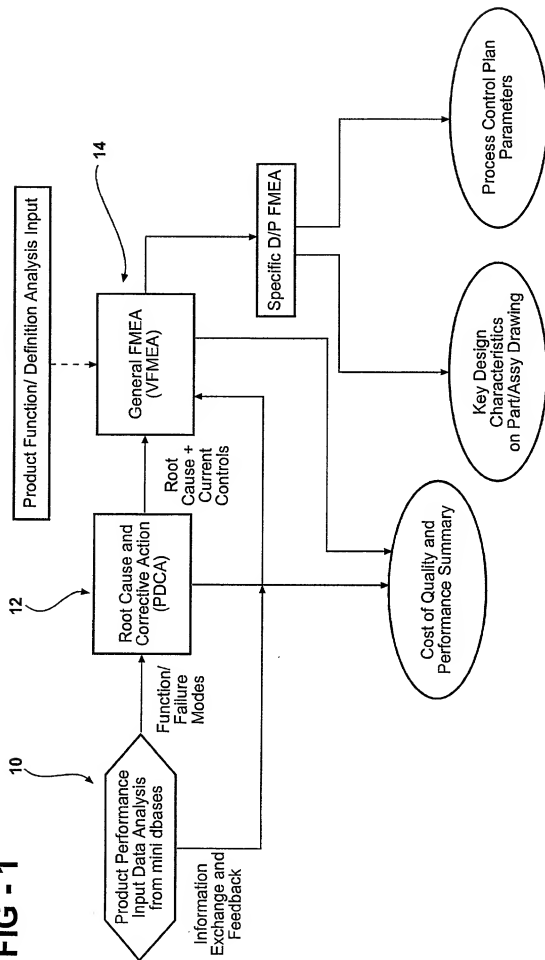 FIG - 1
10
Product Performance
Input Data Analysis
from mini dbases
Function/
Failure
Modes
Information
Exchange and
Feedback
12
Root Cause and
Corrective Action
(PDCA)
Root
Cause +
Current
Controls
Product Function/ Definition Analysis Input
14
General FMEA
(VFMEA)
Specific D/P FMEA
Cost of Quality and
Performance Summary
Key Design
Characteristics
on Part/Assy Drawing
Process Control Plan
Parameters